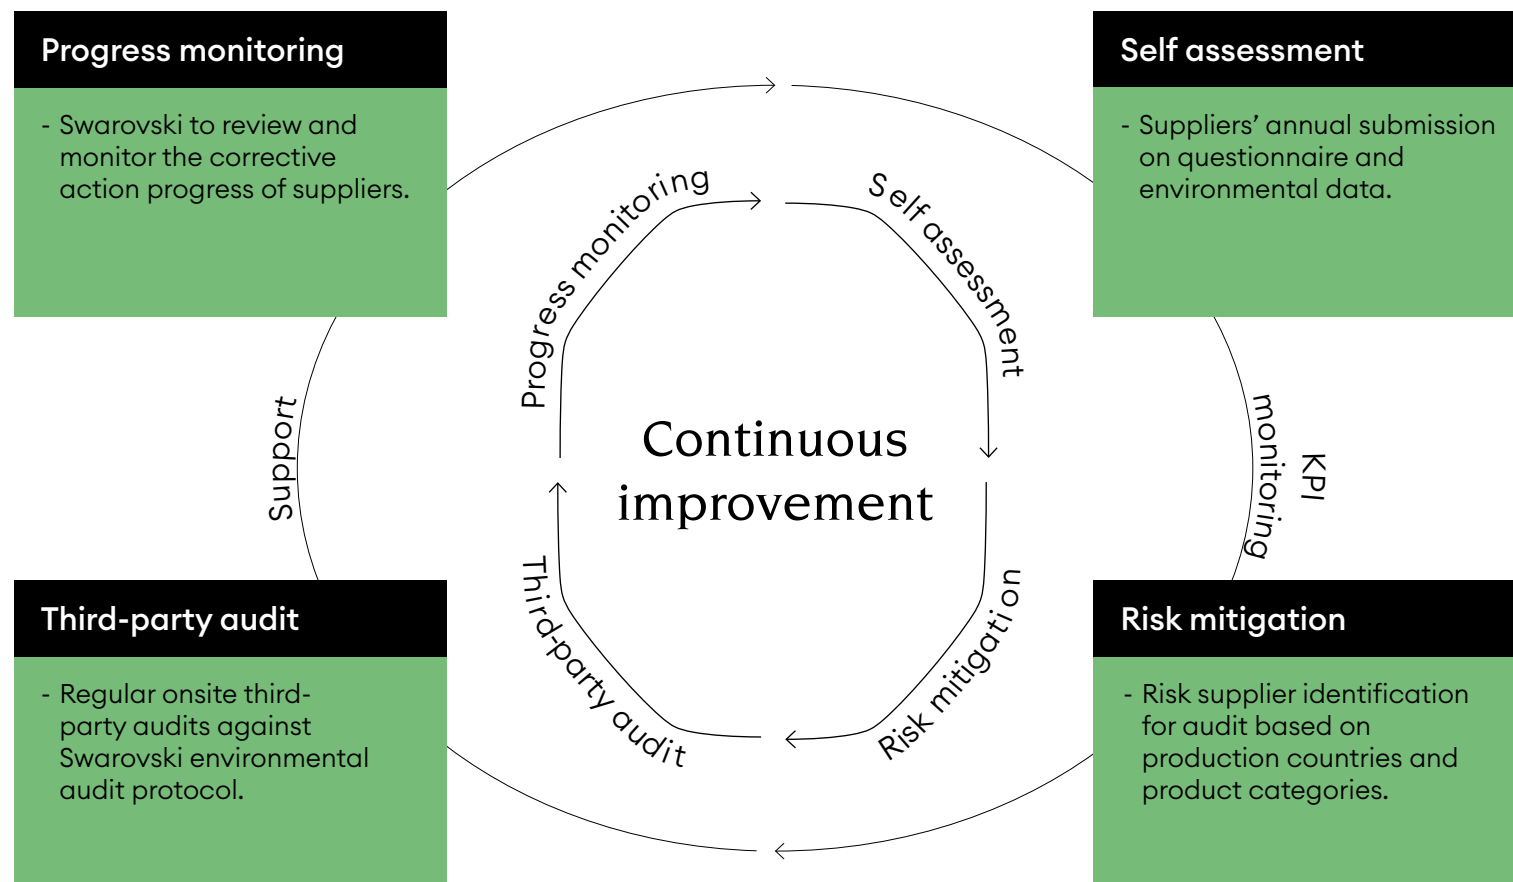 Progress monitoring
- Swarovski to review and
monitor the corrective
action progress of suppliers.
Self assessment
- Suppliers’ annual submission
on questionnaire and
environmental data.
Progress monitoring
Self assessment
Support
Continuous
improvement
KPI
monitoring
Third-party audit
Risk mitigation
Third-party audit
- Regular onsite third-
party audits against
Swarovski environmental
audit protocol.
Risk mitigation
- Risk supplier identification
for audit based on
production countries and
product categories.